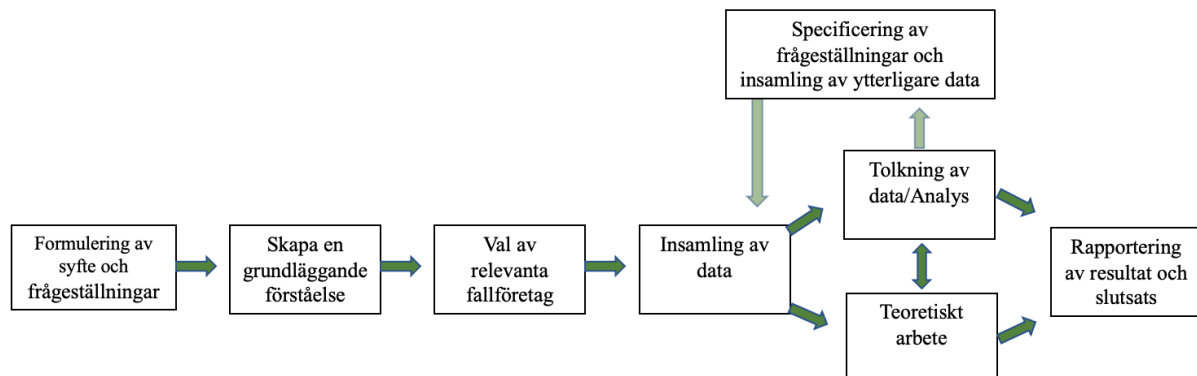 Formulering av
syfte och
frågeställningar
Skapa en
grundläggande
förståelse
Val av
relevanta
fallföretag
Insamling av
data
Specificering av
frågeställningar och
insamling av ytterligare data
Tolkning av
data/Analys
Teoretiskt
arbete
Rapportering
av resultat och
slutsats